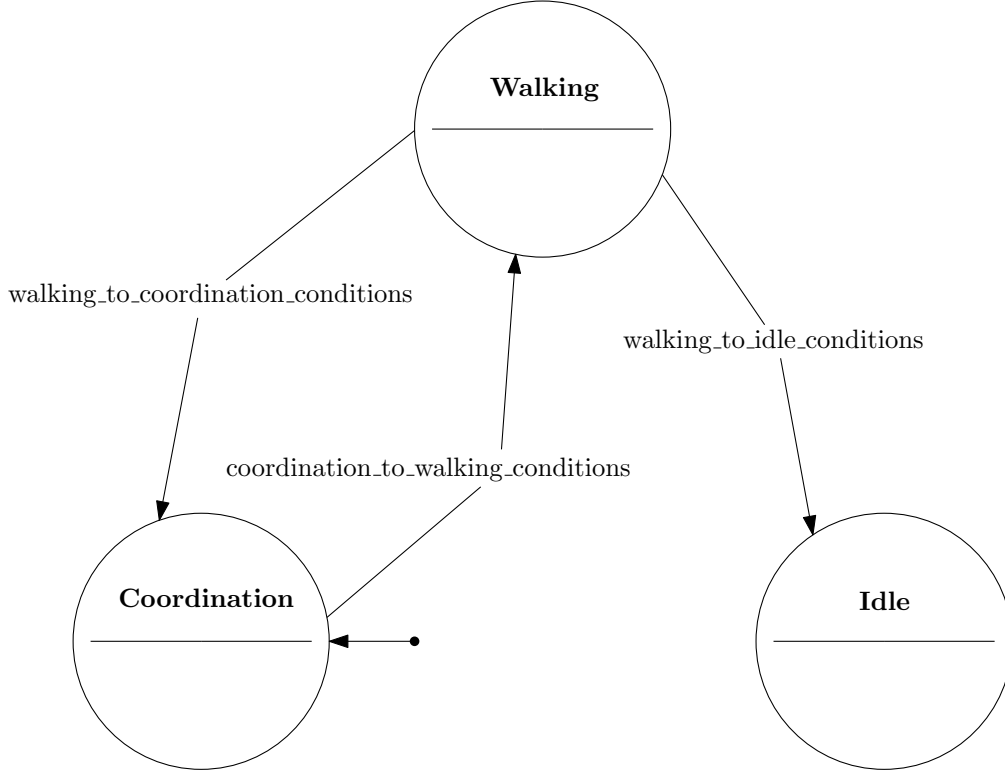 Walking
walking_to_coordination_conditions
walking_to_idle_conditions
coordination_to_walking_conditions
Coordination
Idle